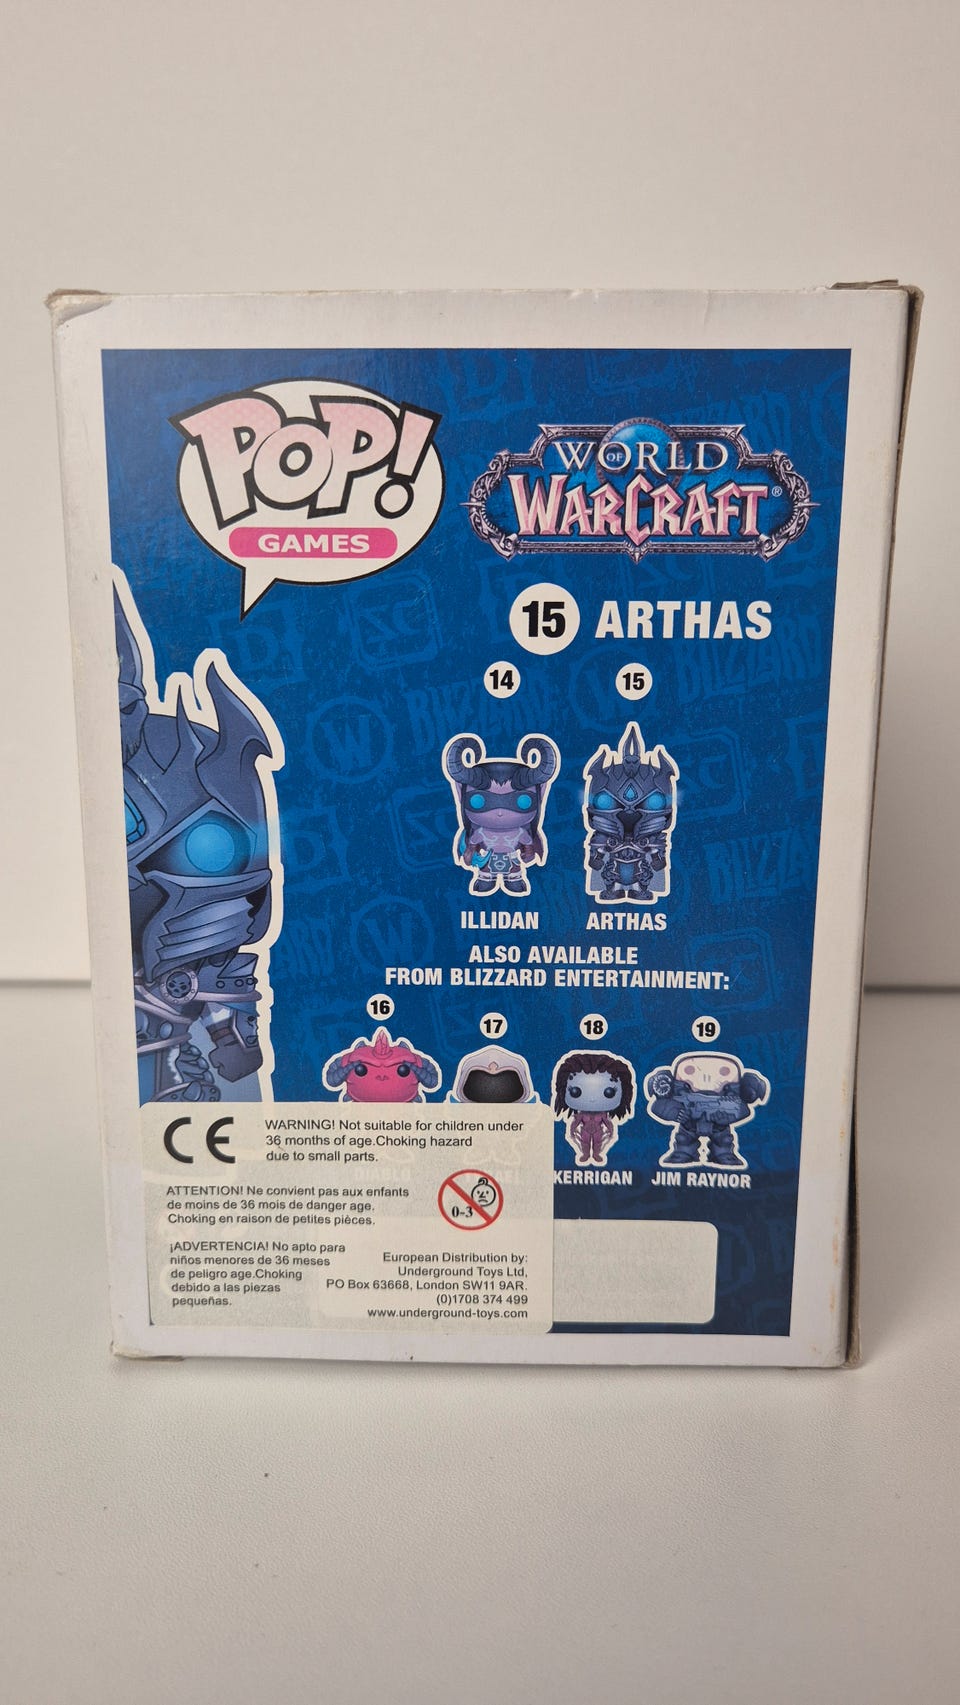 POP!
GAMES
WORLD
OF
WARCRAFT®
15 ARTHAS
14 15
ILLIDAN ARTHAS
ALSO AVAILABLE
FROM BLIZZARD ENTERTAINMENT:
16 17 18 19
KERRIGAN JIM RAYNOR
CE
WARNING! Not suitable for children under
36 months of age.Choking hazard
due to small parts.
ATTENTION! Ne convient pas aux enfants
de moins de 36 mois de danger age.
Choking en raison de petites pièces.
0-3
¡ADVERTENCIA! No apto para
niños menores de 36 meses
de peligro age.Choking
debido a las piezas
pequeñas.
European Distribution by:
Underground Toys Ltd,
PO Box 63668, London SW11 9AR.
(0)1708 374 499
www.underground-toys.com